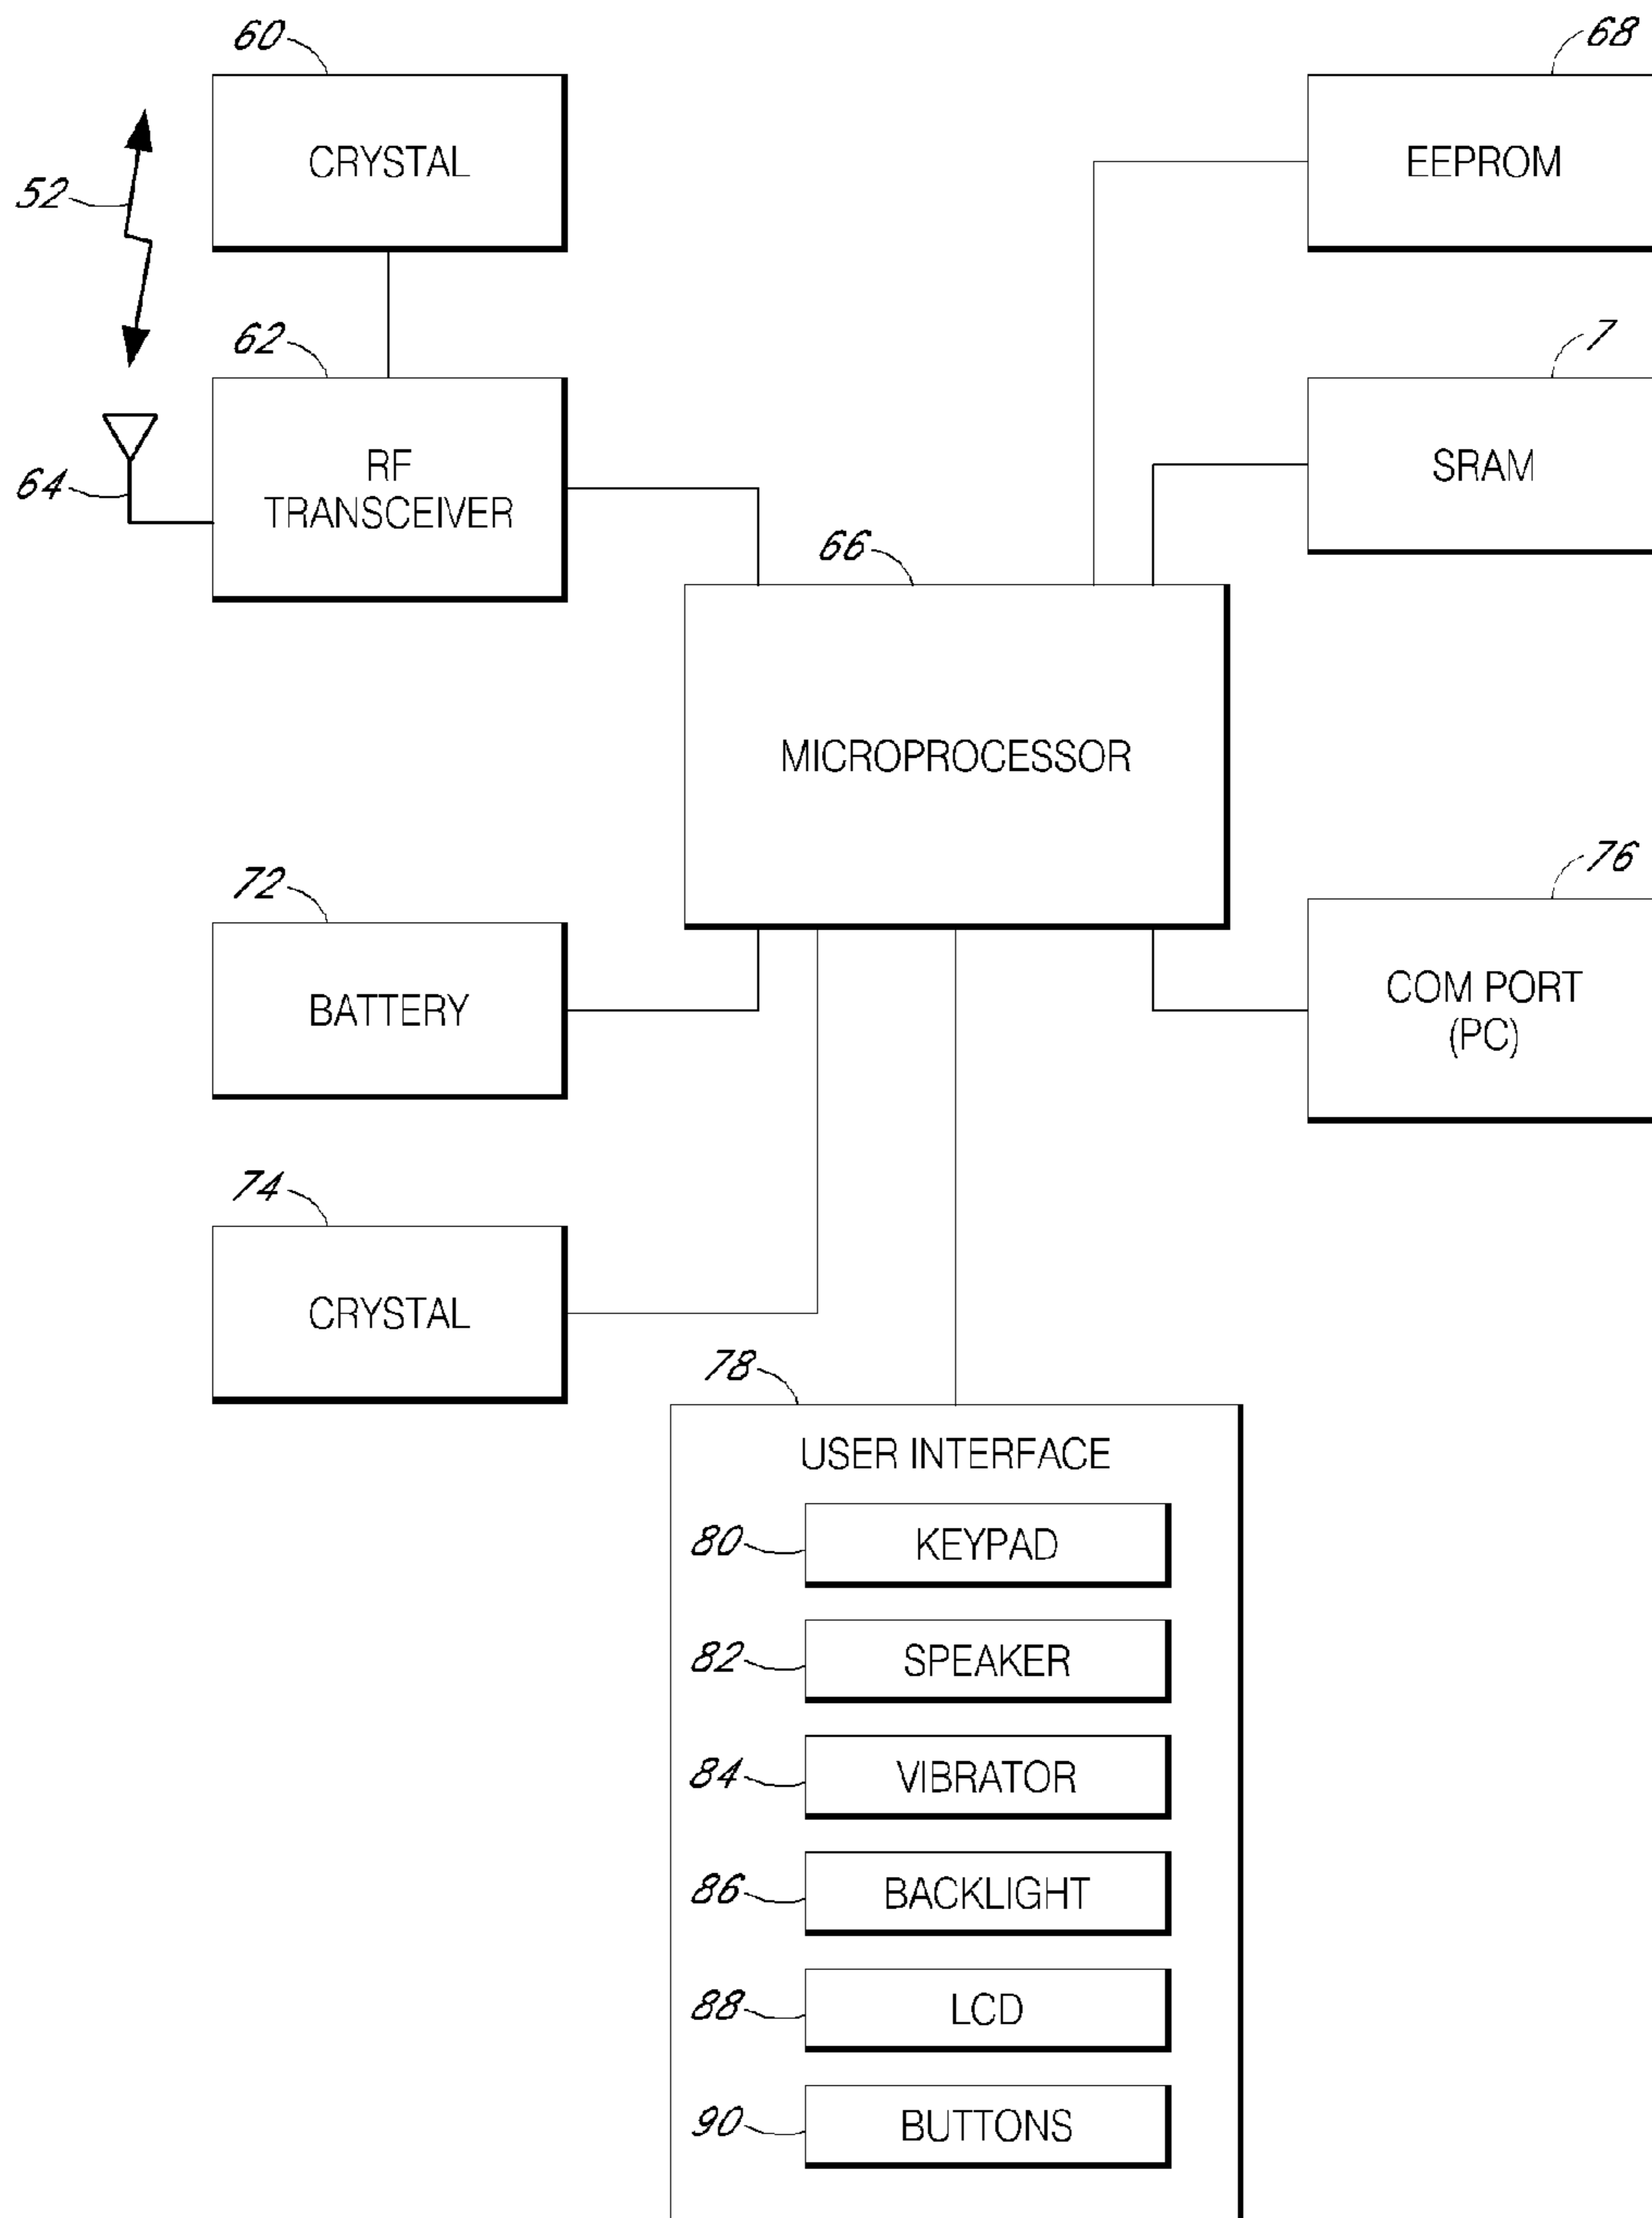 60
CRYSTAL
52
62
RF
TRANSCEIVER
64
68
EEPROM
7
SRAM
66
MICROPROCESSOR
72
BATTERY
76
COM PORT
(PC)
74
CRYSTAL
78
USER INTERFACE
80 KEYPAD
82 SPEAKER
84 VIBRATOR
86 BACKLIGHT
88 LCD
90 BUTTONS